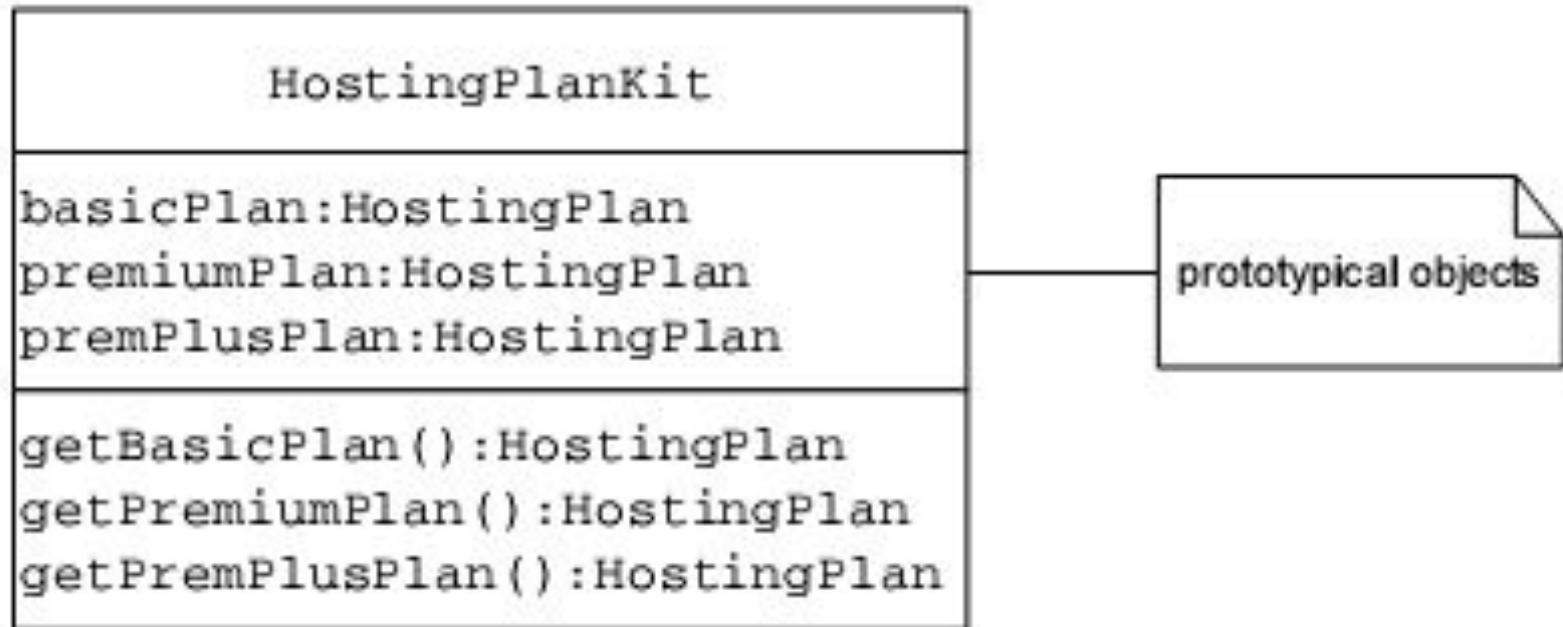 HostingPlanKit
basicPlan:HostingPlan
premiumPlan:HostingPlan
premPlusPlan:HostingPlan
getBasicPlan():HostingPlan
getPremiumPlan():HostingPlan
getPremPlusPlan():HostingPlan
prototypical objects